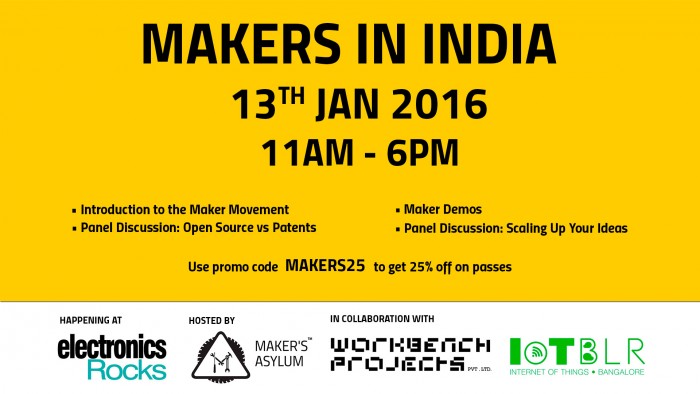 MAKERS IN INDIA
13TH JAN 2016
11AM - 6PM
▪ Introduction to the Maker Movement
▪ Panel Discussion: Open Source vs Patents
▪ Maker Demos
▪ Panel Discussion: Scaling Up Your Ideas
Use promo code MAKERS25 to get 25% off on passes
HAPPENING AT
electronics
Rocks
HOSTED BY
MAKER'S™
ASYLUM
IN COLLABORATION WITH
WORKBENCH
PROJECTS PVT. LTD.
IOTBLR
INTERNET OF THINGS • BANGALORE